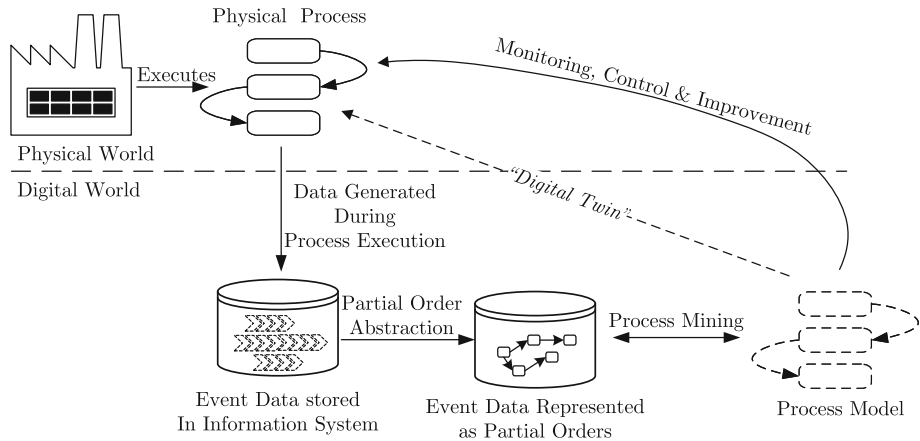 Physical Process
Executes
Monitoring, Control & Improvement
Physical World
Digital World
"Digital Twin"
Data Generated
During
Process Execution
Partial Order
Abstraction
Process Mining
Event Data stored
In Information System
Event Data Represented
as Partial Orders
Process Model